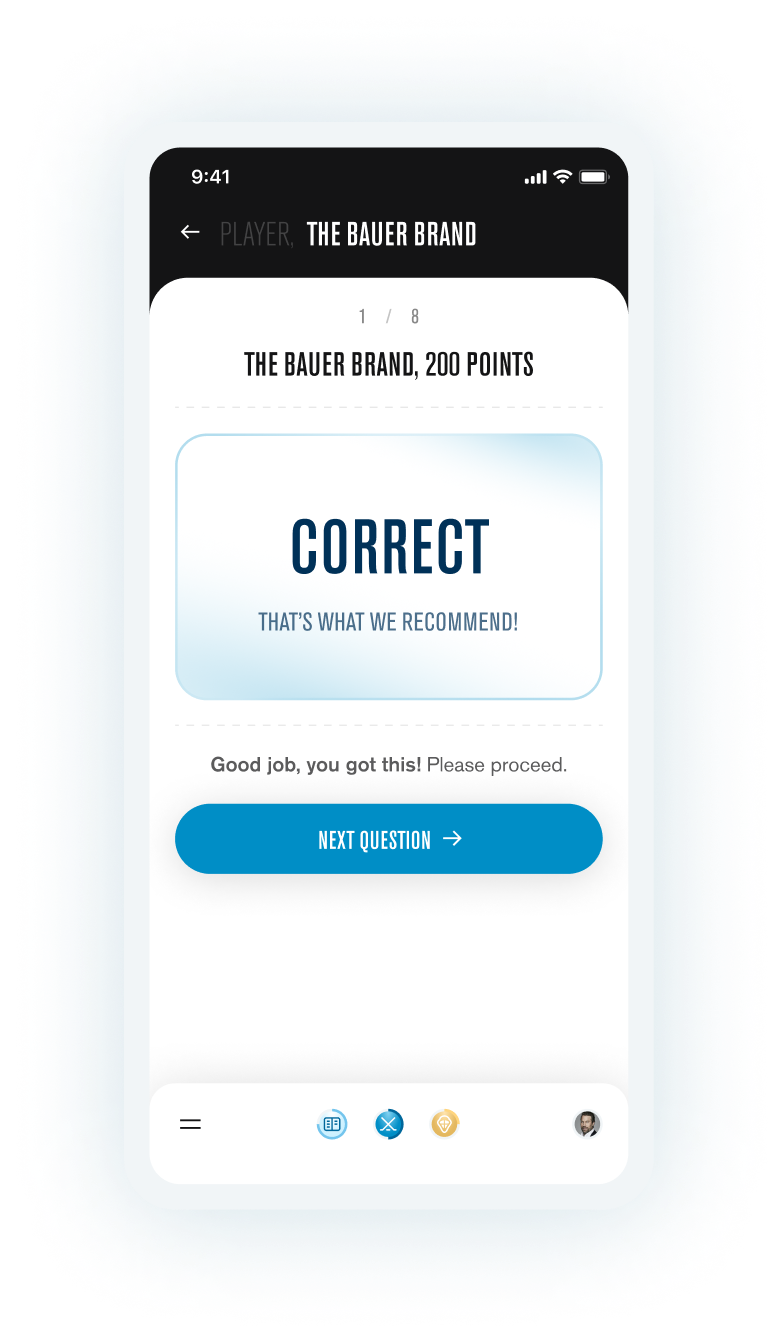 9:41
PLAYER, THE BAUER BRAND
1 / 8
THE BAUER BRAND, 200 POINTS
CORRECT
THAT'S WHAT WE RECOMMEND!
Good job, you got this! Please proceed.
NEXT QUESTION →